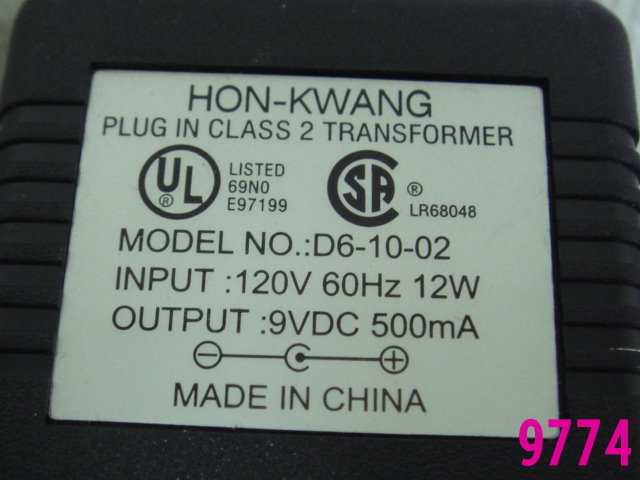 HON-KWANG
PLUG IN CLASS 2 TRANSFORMER
UL ®
LISTED
69N0
E97199
CSA ®
LR68048
MODEL NO.:D6-10-02
INPUT :120V 60Hz 12W
OUTPUT :9VDC 500mA
MADE IN CHINA
9774